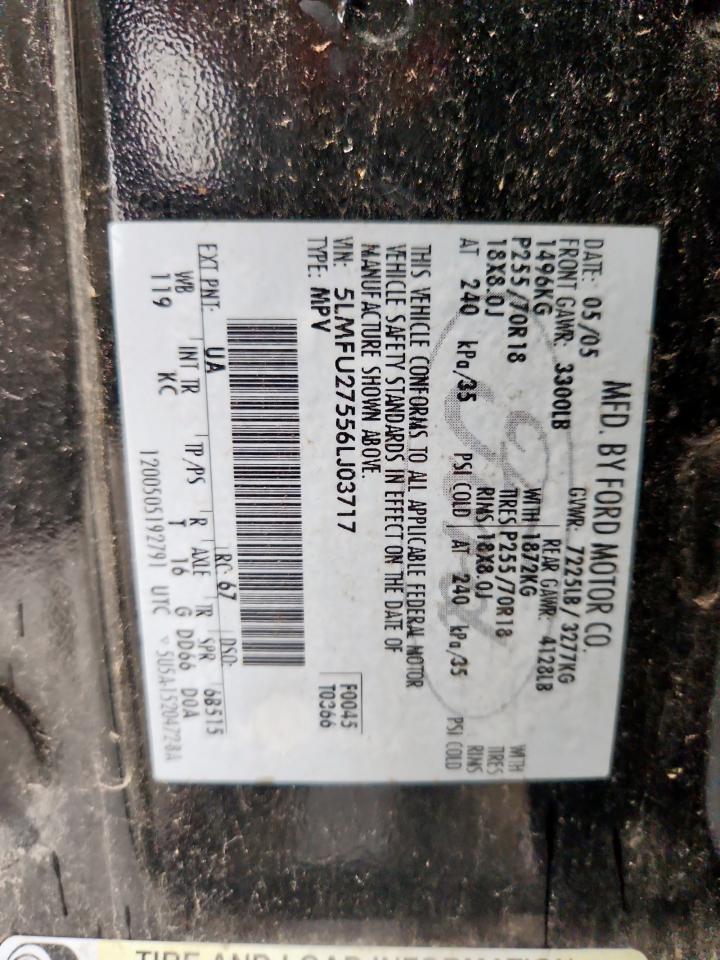 MFD. BY FORD MOTOR CO.
DATE: 05/05 GVWR: 7225LB/3277KG
FRONT GAWR: 3300LB REAR GAWR: 4128LB
1496KG WITH 1872KG WITH
P255/70R18 TIRES P255/70R18 TIRES
18X8.0J RIMS 18X8.0J RIMS
AT 240 kPa/35 PSI COLD AT 240 kPa/35 PSI COLD
THIS VEHICLE CONFORMS TO ALL APPLICABLE FEDERAL MOTOR
VEHICLE SAFETY STANDARDS IN EFFECT ON THE DATE OF
MANUFACTURE SHOWN ABOVE.
VIN: 5LMFU27556LJ03717 F0045
TYPE: MPV T0366
EXT PNT: UA RC: 67 DSO: 6B515
WB INT TR TP/PS R AXLE TR SPR
119 KC T 16 G DD66 D0A
1200505192791 UTC
TIRE AND LOAD INFORMATION